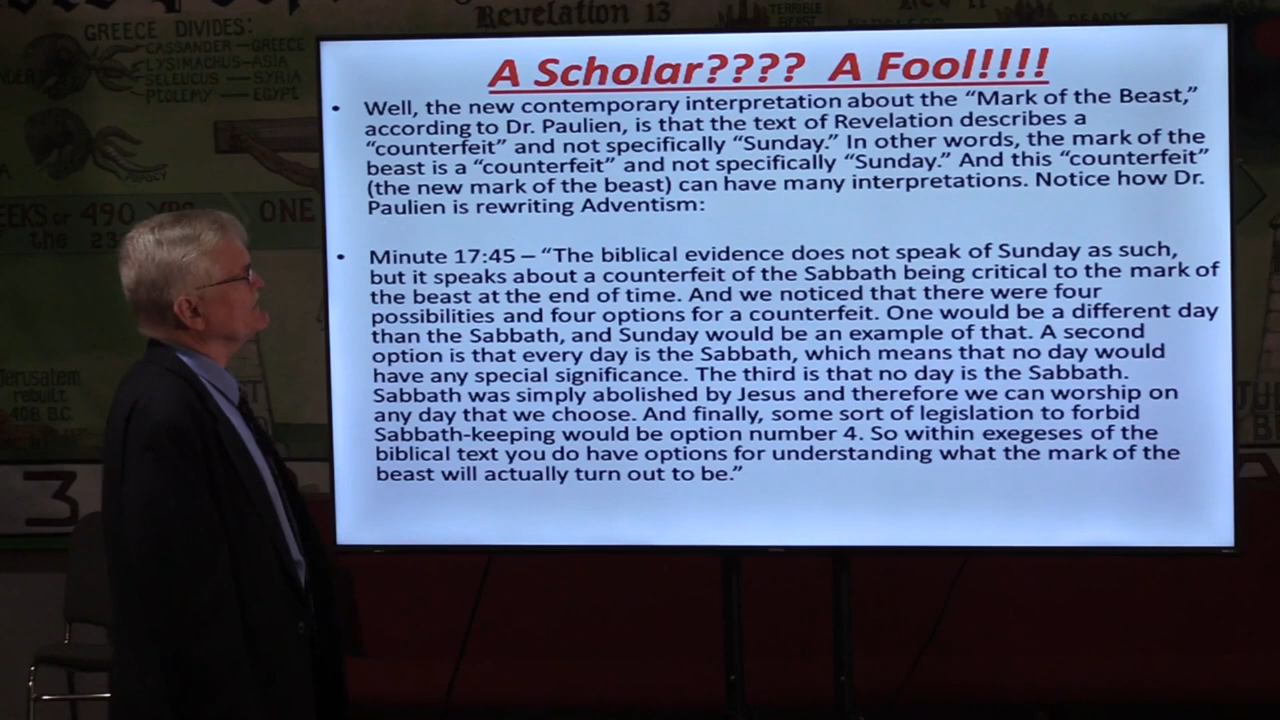 Revelation 13
TERRIBLE
BEAST
GREECE DIVIDES:
CASSANDER—GREECE
LYSIMACHUS—ASIA
SELEUCUS — SYRIA
PTOLEMY — EGYPT
490 YRS
ONE
the 23
Jerusalem
rebuilt
408 B.C.
3
A Scholar???? A Fool!!!!
• Well, the new contemporary interpretation about the “Mark of the Beast,”
according to Dr. Paulien, is that the text of Revelation describes a
“counterfeit” and not specifically “Sunday.” In other words, the mark of the
beast is a “counterfeit” and not specifically “Sunday.” And this “counterfeit”
(the new mark of the beast) can have many interpretations. Notice how Dr.
Paulien is rewriting Adventism:
• Minute 17:45 – “The biblical evidence does not speak of Sunday as such,
but it speaks about a counterfeit of the Sabbath being critical to the mark of
the beast at the end of time. And we noticed that there were four
possibilities and four options for a counterfeit. One would be a different day
than the Sabbath, and Sunday would be an example of that. A second
option is that every day is the Sabbath, which means that no day would
have any special significance. The third is that no day is the Sabbath.
Sabbath was simply abolished by Jesus and therefore we can worship on
any day that we choose. And finally, some sort of legislation to forbid
Sabbath-keeping would be option number 4. So within exegeses of the
biblical text you do have options for understanding what the mark of the
beast will actually turn out to be.”